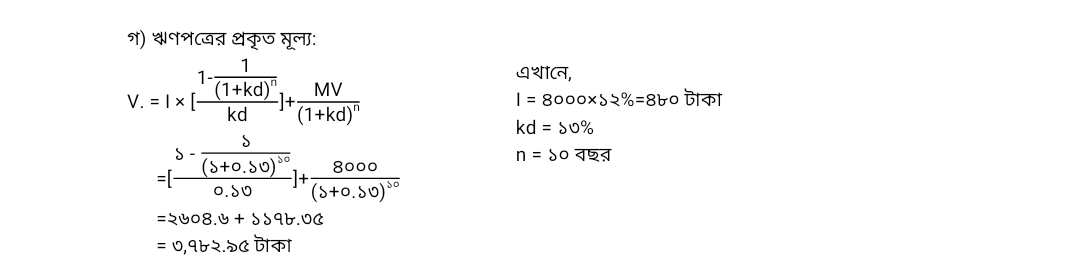 গ) ঋণপত্রের প্রকৃত মূল্য:
V. = I × [1-1/(1+kd)^n/kd]+MV/(1+kd)^n
=[১ - ১/(১+০.১৩)^১০/০.১৩]+৪০০০/(১+০.১৩)^১০
=২৬০৪.৬ + ১১৭৮.৩৫
= ৩,৭৮২.৯৫ টাকা
এখানে,
I = ৪০০০×১২%=৪৮০ টাকা
kd = ১৩%
n = ১০ বছর